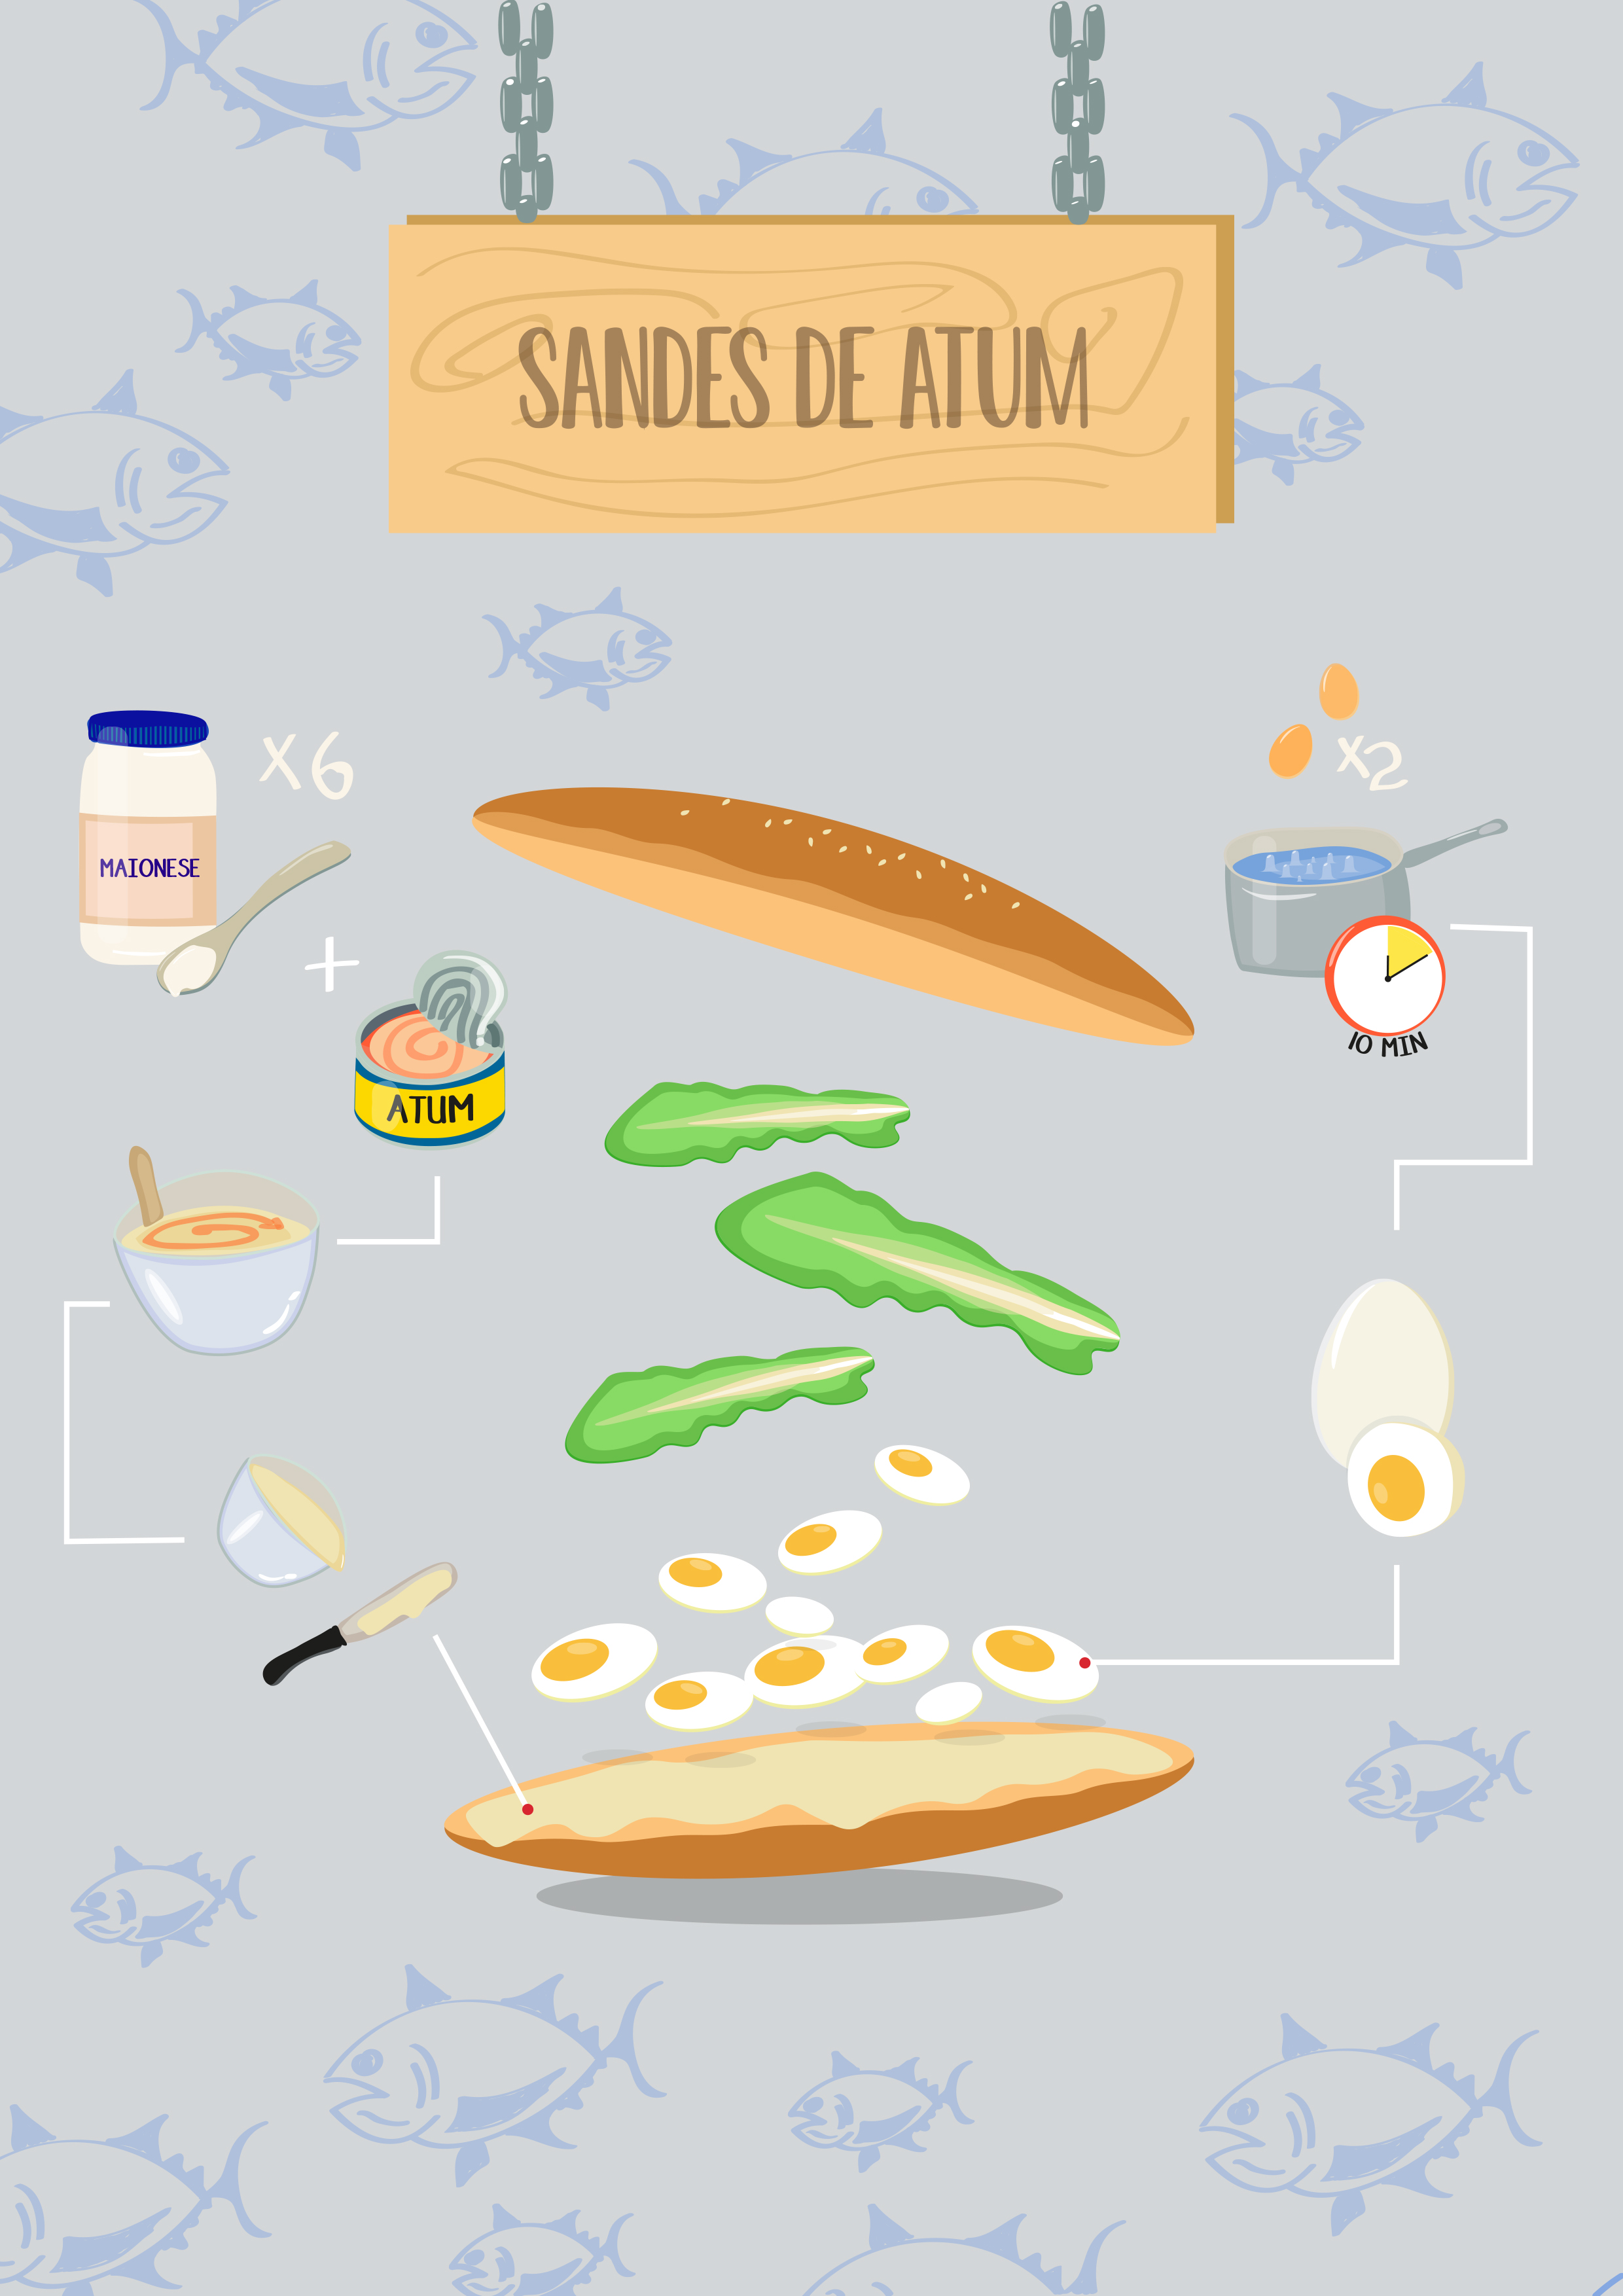 SANDES DE ATUM
X6
MAIONESE
+
ATUM
X2
10 MIN